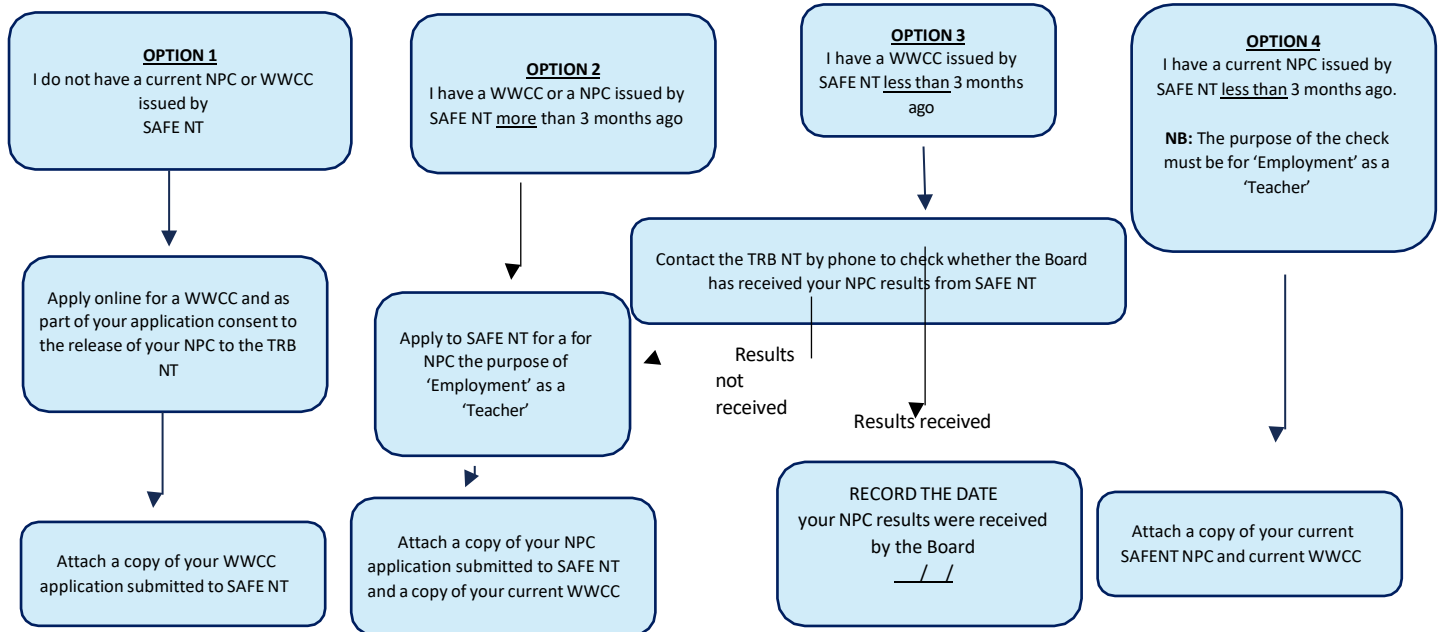 OPTION 1
I do not have a current NPC or WWCC
issued by
SAFE NT
OPTION 2
I have a WWCC or a NPC issued by
SAFE NT more than 3 months ago
OPTION 3
I have a WWCC issued by
SAFE NT less than 3 months
ago
OPTION 4
I have a current NPC issued by
SAFE NT less than 3 months ago.
NB: The purpose of the check
must be for ‘Employment’ as a
‘Teacher’
Apply online for a WWCC and as
part of your application consent to
the release of your NPC to the TRB
NT
Apply to SAFE NT for a for
NPC the purpose of
‘Employment’ as a
‘Teacher’
Contact the TRB NT by phone to check whether the Board
has received your NPC results from SAFE NT
Results
not
received
Results received
Attach a copy of your WWCC
application submitted to SAFE NT
Attach a copy of your NPC
application submitted to SAFE NT
and a copy of your current WWCC
RECORD THE DATE
your NPC results were received
by the Board
__/__/__
Attach a copy of your current
SAFENT NPC and current WWCC